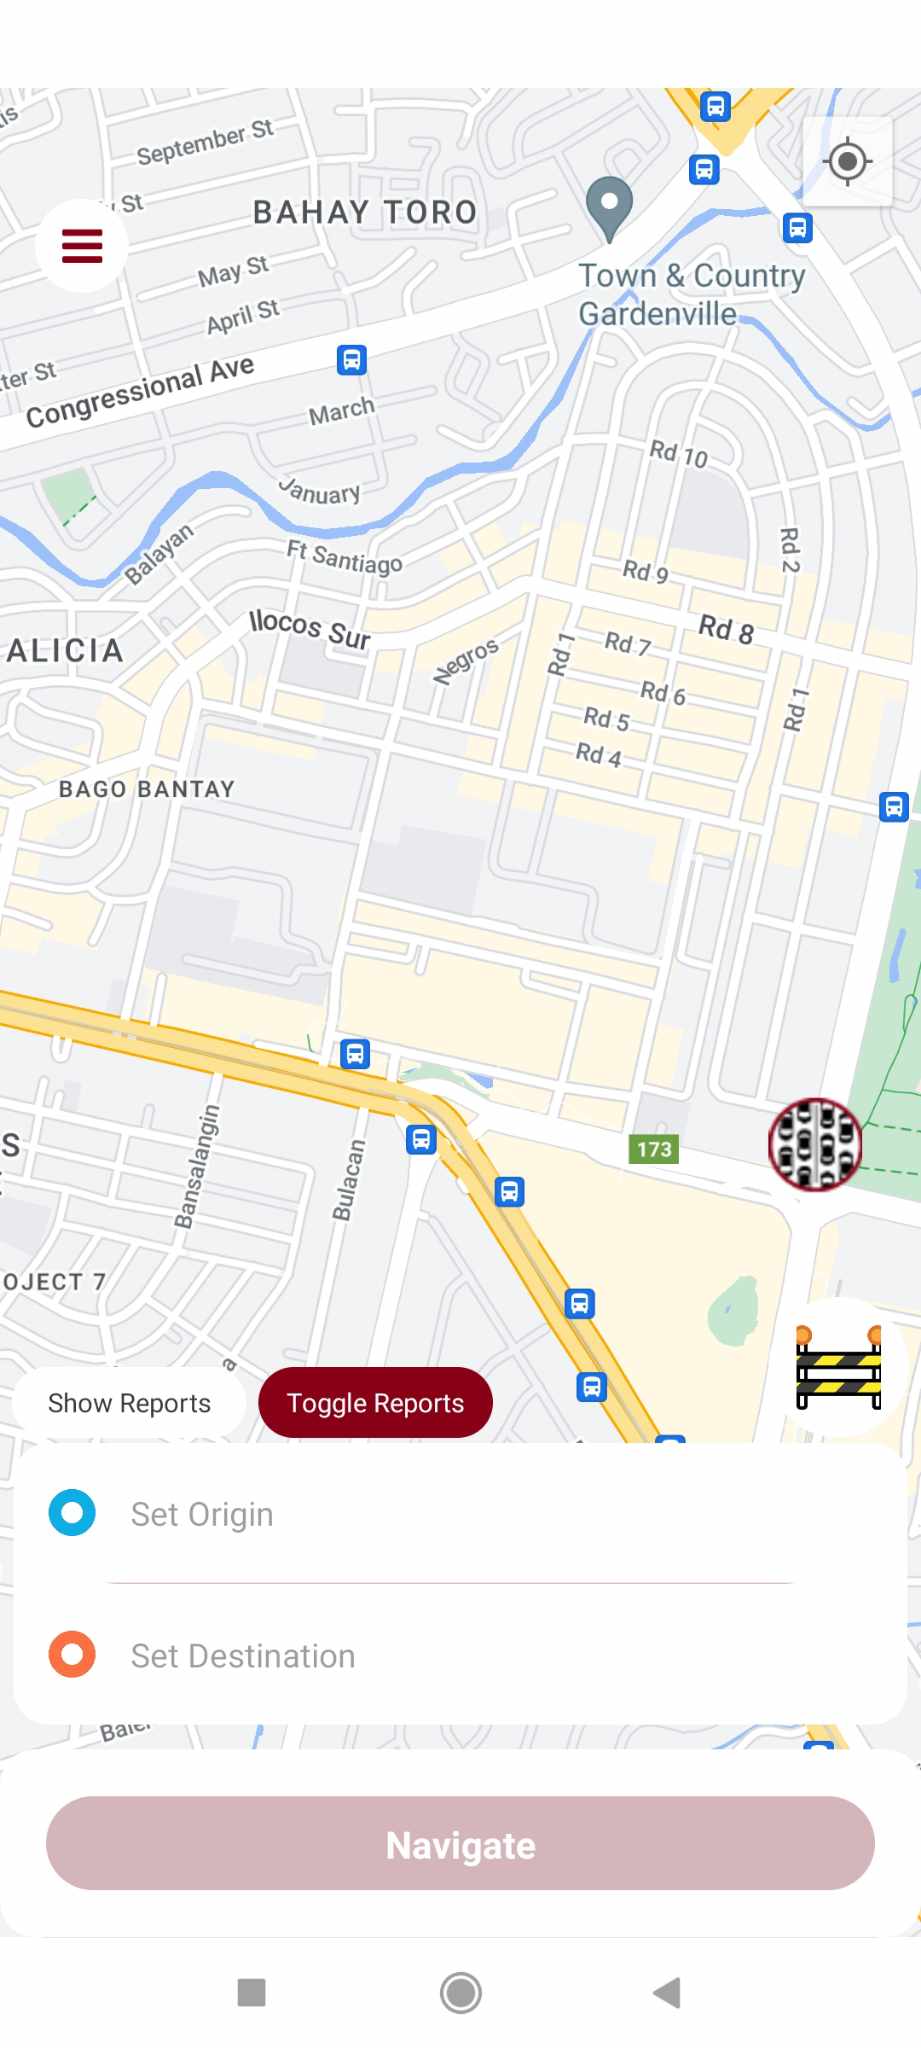 September St
St
BAHAY TORO
May St
April St
Town & Country
Gardenville
Congressional Ave
March
Rd 10
January
Balayan
Ft Santiago
Rd 2
Rd 9
Ilocos Sur
Rd 8
ALICIA
Negros
Rd 1
Rd 7
Rd 6
Rd 1
Rd 5
Rd 4
BAGO BANTAY
173
Bansalangin
Bulacan
OJECT 7
Show Reports
Toggle Reports
Set Origin
Set Destination
Baler
Navigate